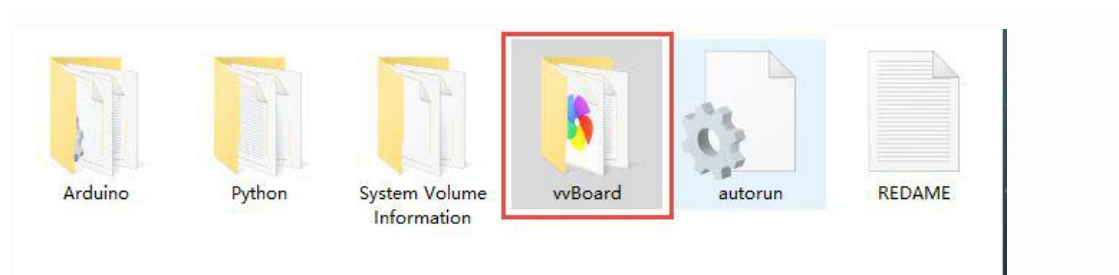 Arduino
Python
System Volume
Information
vvBoard
autorun
REDAME